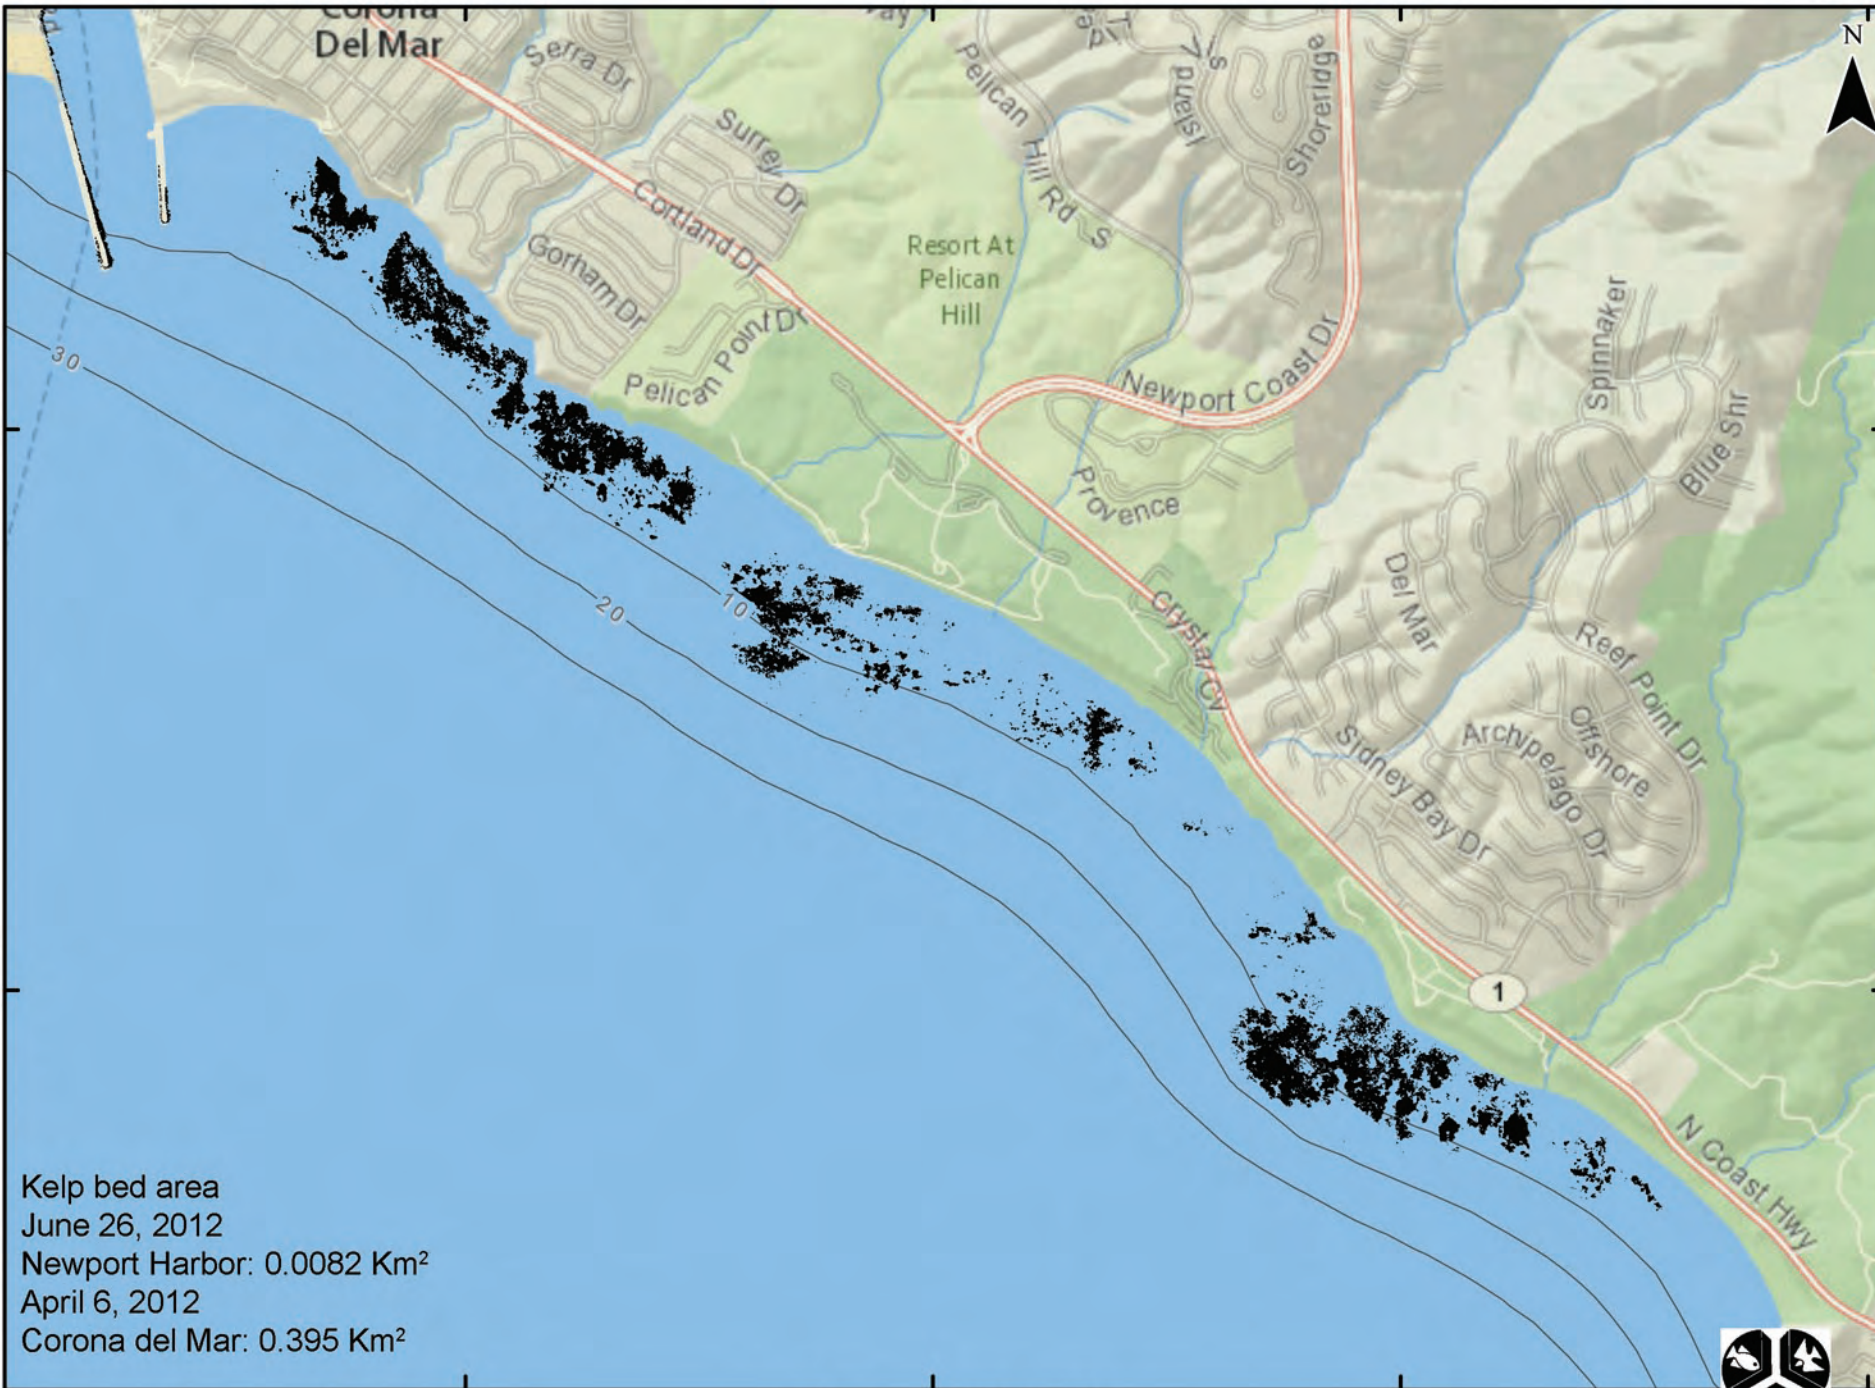 Corona
Del Mar
Serra Dr
Surrey Dr
Cortland Dr
Gorham Dr
Pelican Point Dr
Pelican Hill Rd S
Resort At
Pelican
Hill
Island
Shoreridge
Newport Coast Dr
Provence
Spinnaker
Blue Shr
Del Mar
Crystal Cv
Reef Point Dr
Offshore
Archipelago Dr
Sidney Bay Dr
1
N Coast Hwy
N
30
20
10
Kelp bed area
June 26, 2012
Newport Harbor: 0.0082 Km²
April 6, 2012
Corona del Mar: 0.395 Km²